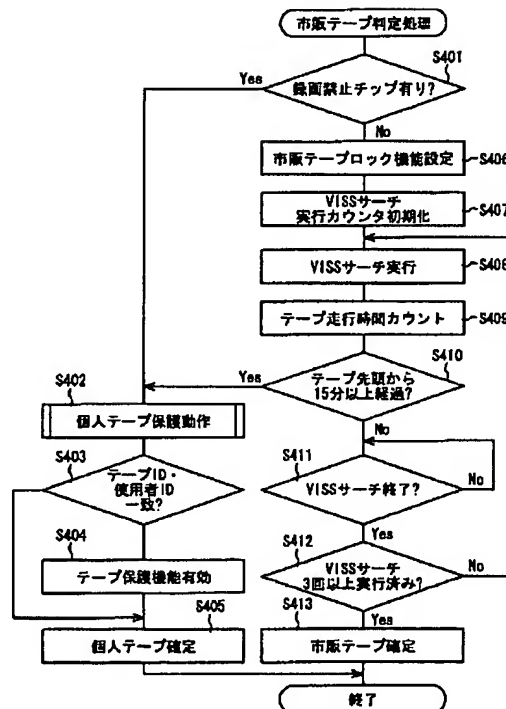 市販テープ判定処理
S401
録画禁止チップ有り?
Yes
No
市販テープロック機能設定
S406
VISSサーチ
実行カウンタ初期化
S407
VISSサーチ実行
S408
テープ走行時間カウント
S409
S410
テープ先頭から
15分以上経過?
Yes
No
S402
個人テープ保護動作
S403
テープID・
使用者ID
一致?
S411
VISSサーチ終了?
No
Yes
S404
テープ保護機能有効
S412
VISSサーチ
3回以上実行済み?
No
Yes
S405
個人テープ確定
S413
市販テープ確定
終了